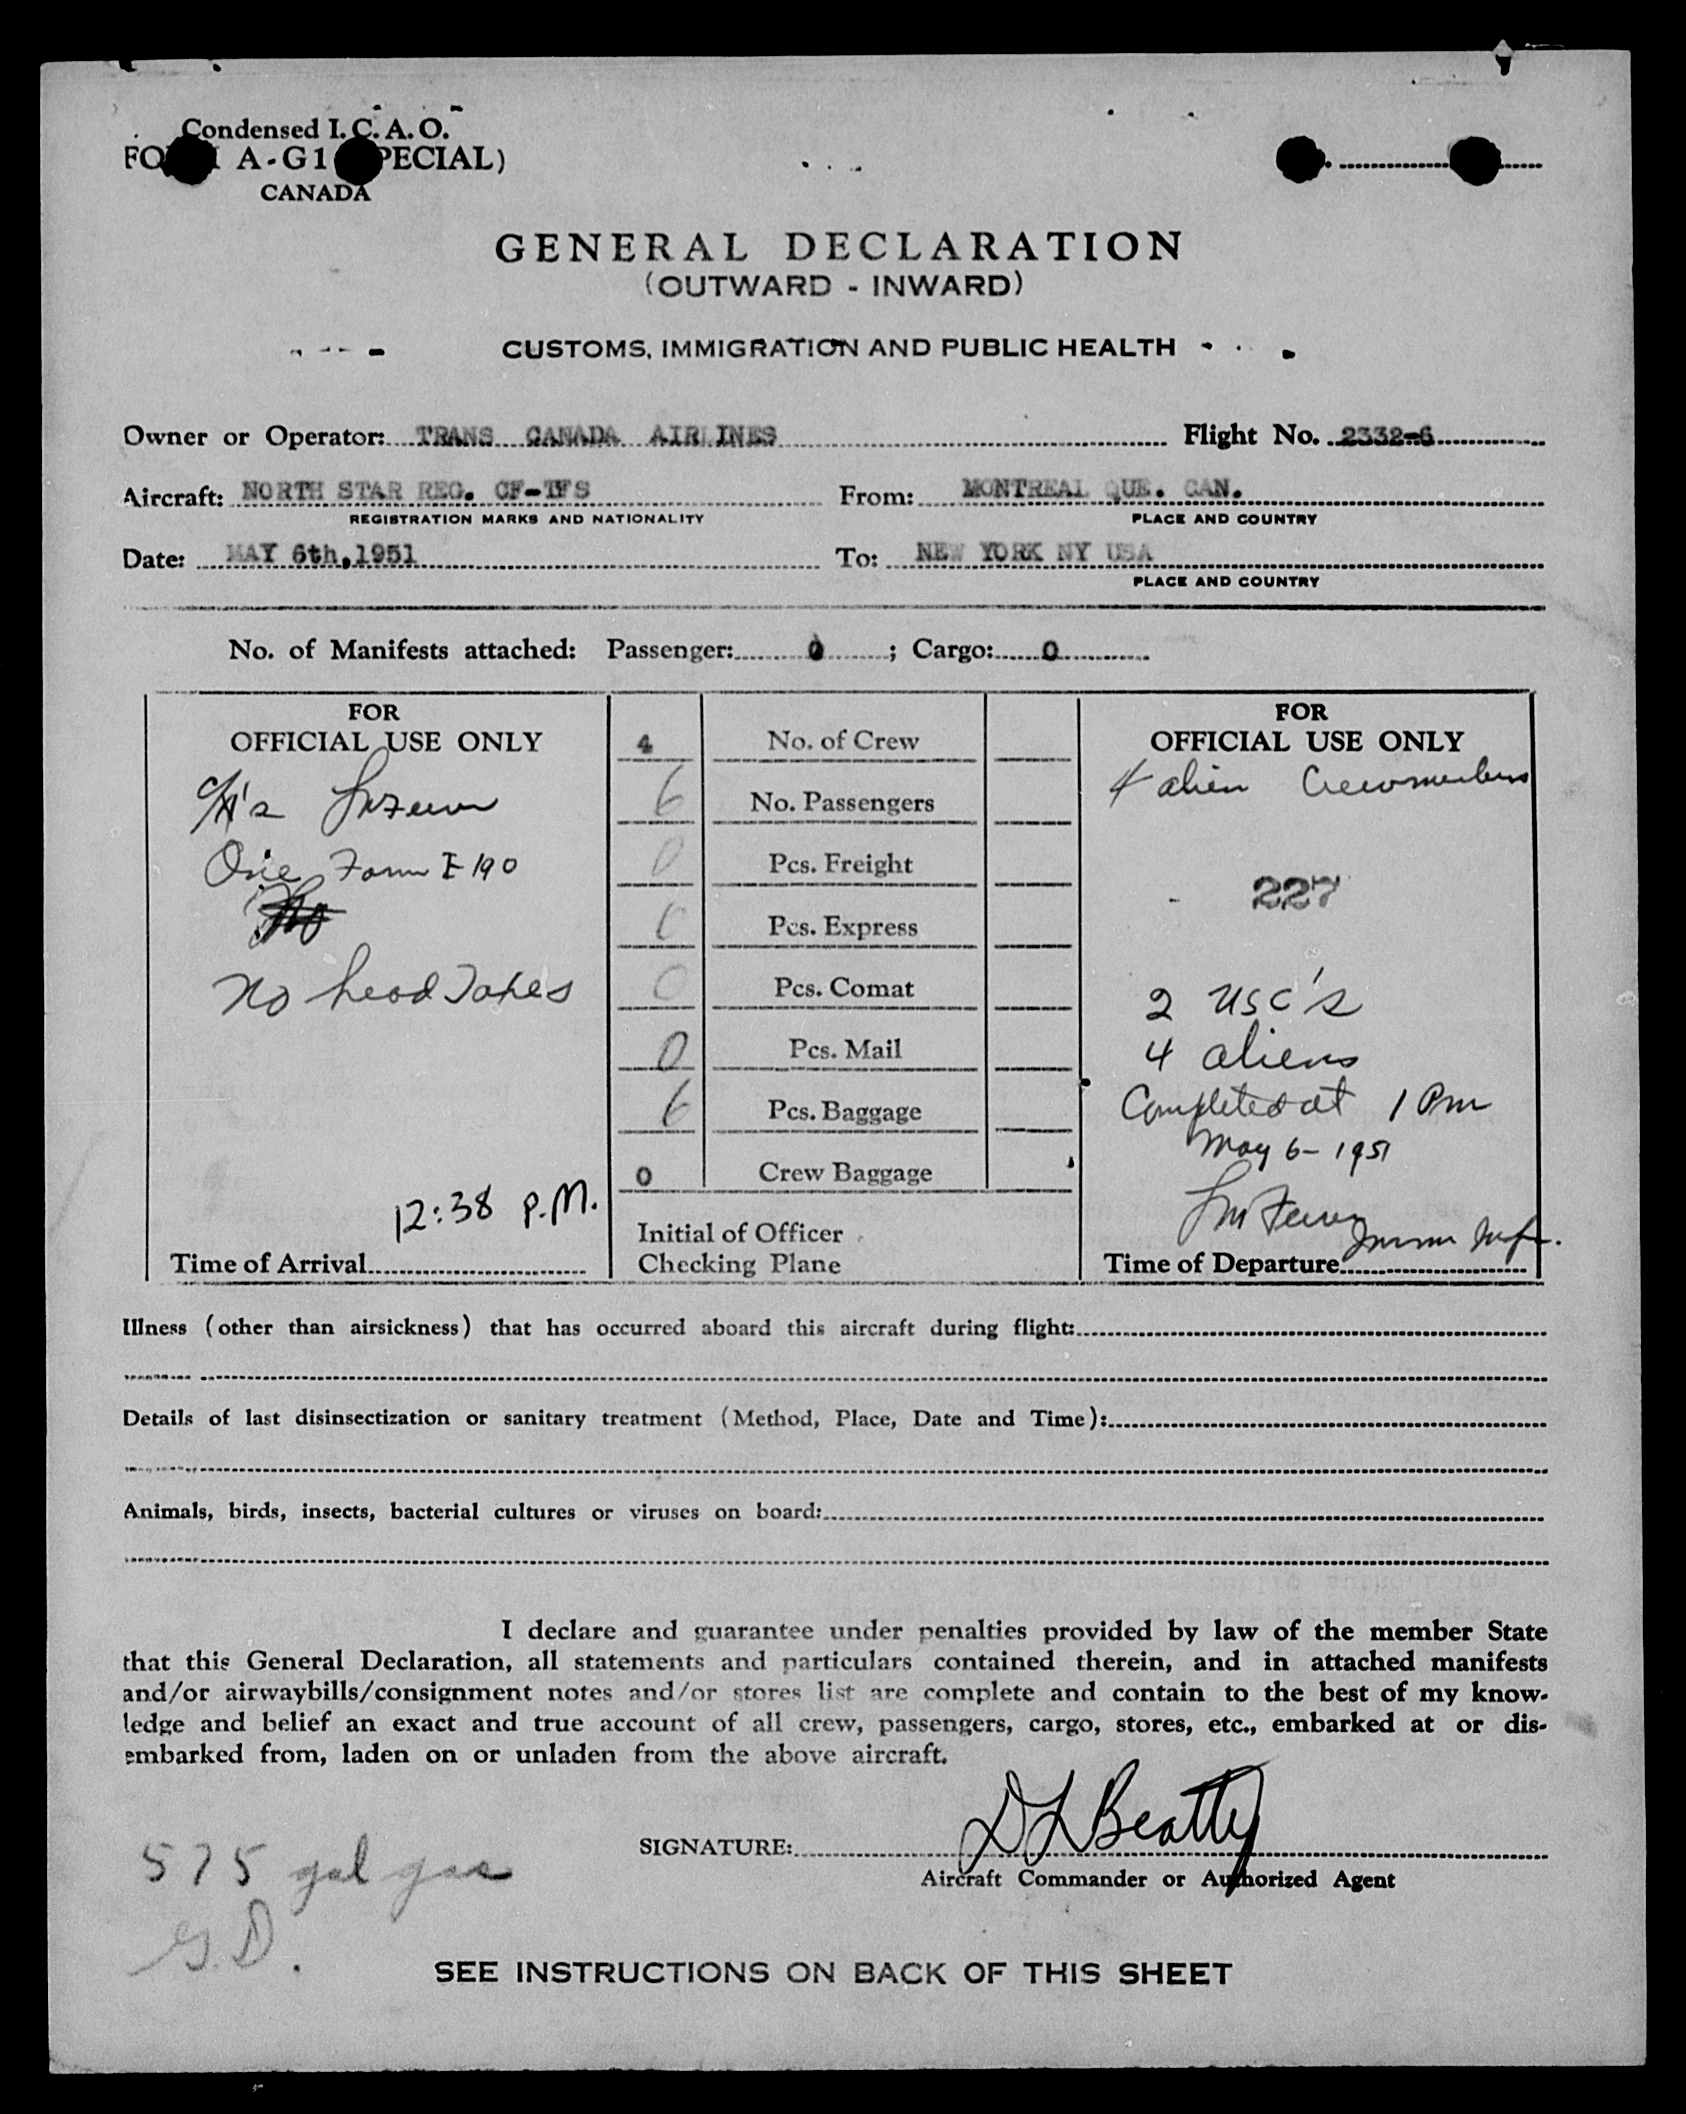 Condensed I. C. A. O.
A-G1
CANADA
GENERAL DECLARATION
(OUTWARD - INWARD)
CUSTOMS, IMMIGRATION AND PUBLIC HEALTH
Owner or Operator: TRANS CANADA AIRLINES Flight No. 2332-6
Aircraft: NORTH STAR REG. CF-TFS From: MONTREAL QUE. CAN.
REGISTRATION MARKS AND NATIONALITY PLACE AND COUNTRY
Date: MAY 6th,1951 To: NEW YORK NY USA
PLACE AND COUNTRY
No. of Manifests attached: Passenger: 0 ; Cargo: 0
FOR
OFFICIAL USE ONLY
One Form I-190
No head Taxes
12:38 P.M.
Time of Arrival
4 No. of Crew
6 No. Passengers
0 Pcs. Freight
0 Pcs. Express
0 Pcs. Comat
0 Pcs. Mail
6 Pcs. Baggage
0 Crew Baggage
Initial of Officer
Checking Plane
FOR
OFFICIAL USE ONLY
4 alien Crewmembers
227
2 USC's
4 aliens
Completed at 1 Pm
May 6- 1951
Time of Departure
Illness (other than airsickness) that has occurred aboard this aircraft during flight:
Details of last disinsectization or sanitary treatment (Method, Place, Date and Time):
Animals, birds, insects, bacterial cultures or viruses on board:
I declare and guarantee under penalties provided by law of the member State
that this General Declaration, all statements and particulars contained therein, and in attached manifests
and/or airwaybills/consignment notes and/or stores list are complete and contain to the best of my know-
ledge and belief an exact and true account of all crew, passengers, cargo, stores, etc., embarked at or dis-
embarked from, laden on or unladen from the above aircraft.
SIGNATURE: D L Beatty
Aircraft Commander or Authorized Agent
575 gal gas
G.D.
SEE INSTRUCTIONS ON BACK OF THIS SHEET